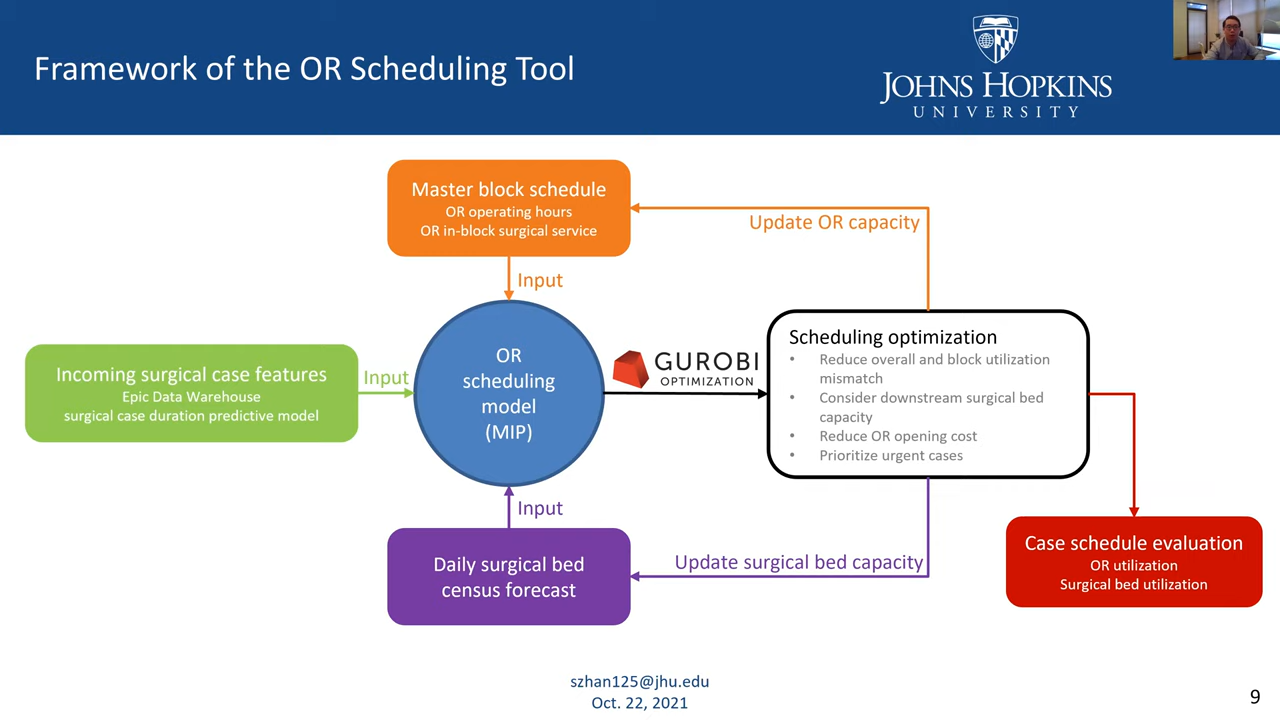 Framework of the OR Scheduling Tool
JOHNS HOPKINS
UNIVERSITY
Master block schedule
OR operating hours
OR in-block surgical service
Update OR capacity
Input
Incoming surgical case features
Epic Data Warehouse
surgical case duration predictive model
Input
OR
scheduling
model
(MIP)
GUROBI
OPTIMIZATION
Scheduling optimization
• Reduce overall and block utilization
mismatch
• Consider downstream surgical bed
capacity
• Reduce OR opening cost
• Prioritize urgent cases
Input
Daily surgical bed
census forecast
Update surgical bed capacity
Case schedule evaluation
OR utilization
Surgical bed utilization
szhan125@jhu.edu
Oct. 22, 2021
9